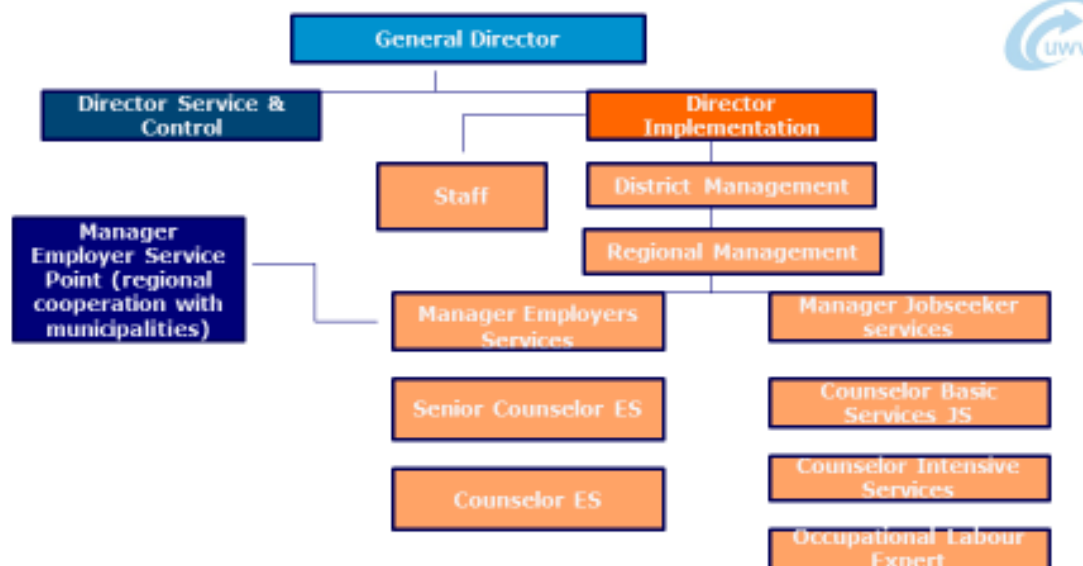 General Director
uwv
Director Service &
Control
Director
Implementation
Staff
District Management
Manager
Employer Service
Point (regional
cooperation with
municipalities)
Regional Management
Manager Employers
Services
Manager Jobseeker
services
Senior Counselor ES
Counselor Basic
Services JS
Counselor ES
Counselor Intensive
Services
Occupational Labour
Expert